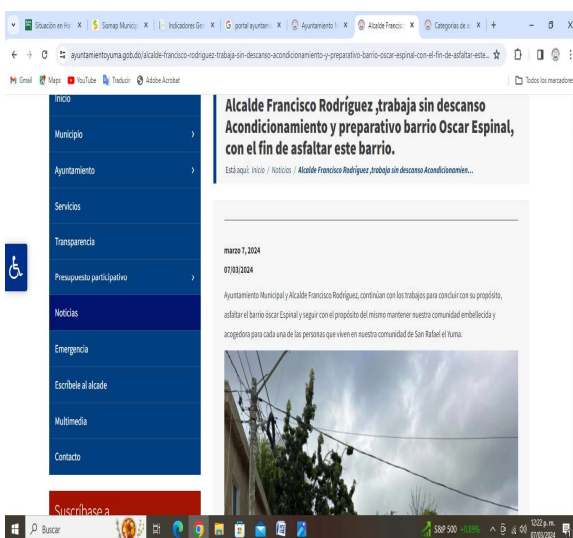 Situación en Ha
Sismap Municip
Indicadores Ge
portal ayuntami
Ayuntamiento
Alcalde Francisc
Categorias de
ayuntamientoyuma.gob.do/alcalde-francisco-rodriguez-trabaja-sin-descanso-acondicionamiento-y-preparativo-barrio-oscar-espinal-con-el-fin-de-asfaltar-este...
Gmail
Maps
YouTube
Traducir
Adobe Acrobat
Todos los marcadores
Inicio
Municipio
Ayuntamiento
Servicios
Transparencia
Presupuesto participativo
Noticias
Emergencia
Escríbele al alcade
Multimedia
Contacto
Suscríbase a
Alcalde Francisco Rodríguez ,trabaja sin descanso
Acondicionamiento y preparativo barrio Oscar Espinal,
con el fin de asfaltar este barrio.
Está aquí: Inicio / Noticias / Alcalde Francisco Rodríguez ,trabaja sin descanso Acondicionamien...
marzo 7, 2024
07/03/2024
Ayuntamiento Municipal y Alcalde Francisco Rodríguez, continúan con los trabajos para concluir con su propósito,
asfaltar el barrio óscar Espinal y seguir con el propósito del mismo mantener nuestra comunidad embellecida y
acogedora para cada una de las personas que viven en nuestra comunidad de San Rafael el Yuma.
Buscar
S&P 500 +0.89%
12:22 p. m.
07/03/2024